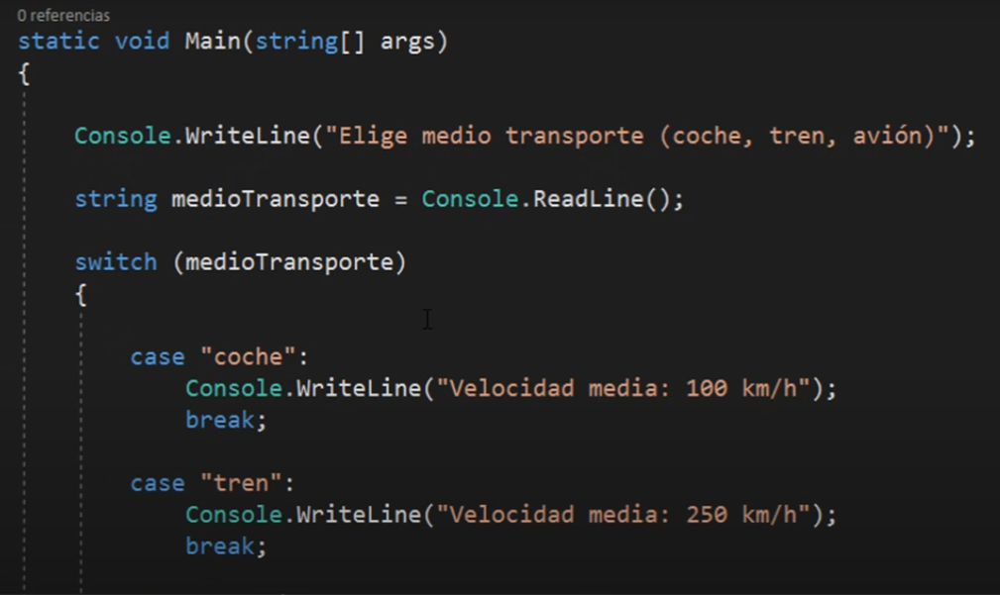 0 referencias
static void Main(string[] args)
{
Console.WriteLine("Elige medio transporte (coche, tren, avión)");
string medioTransporte = Console.ReadLine();
switch (medioTransporte)
{
case "coche":
Console.WriteLine("Velocidad media: 100 km/h");
break;
case "tren":
Console.WriteLine("Velocidad media: 250 km/h");
break;